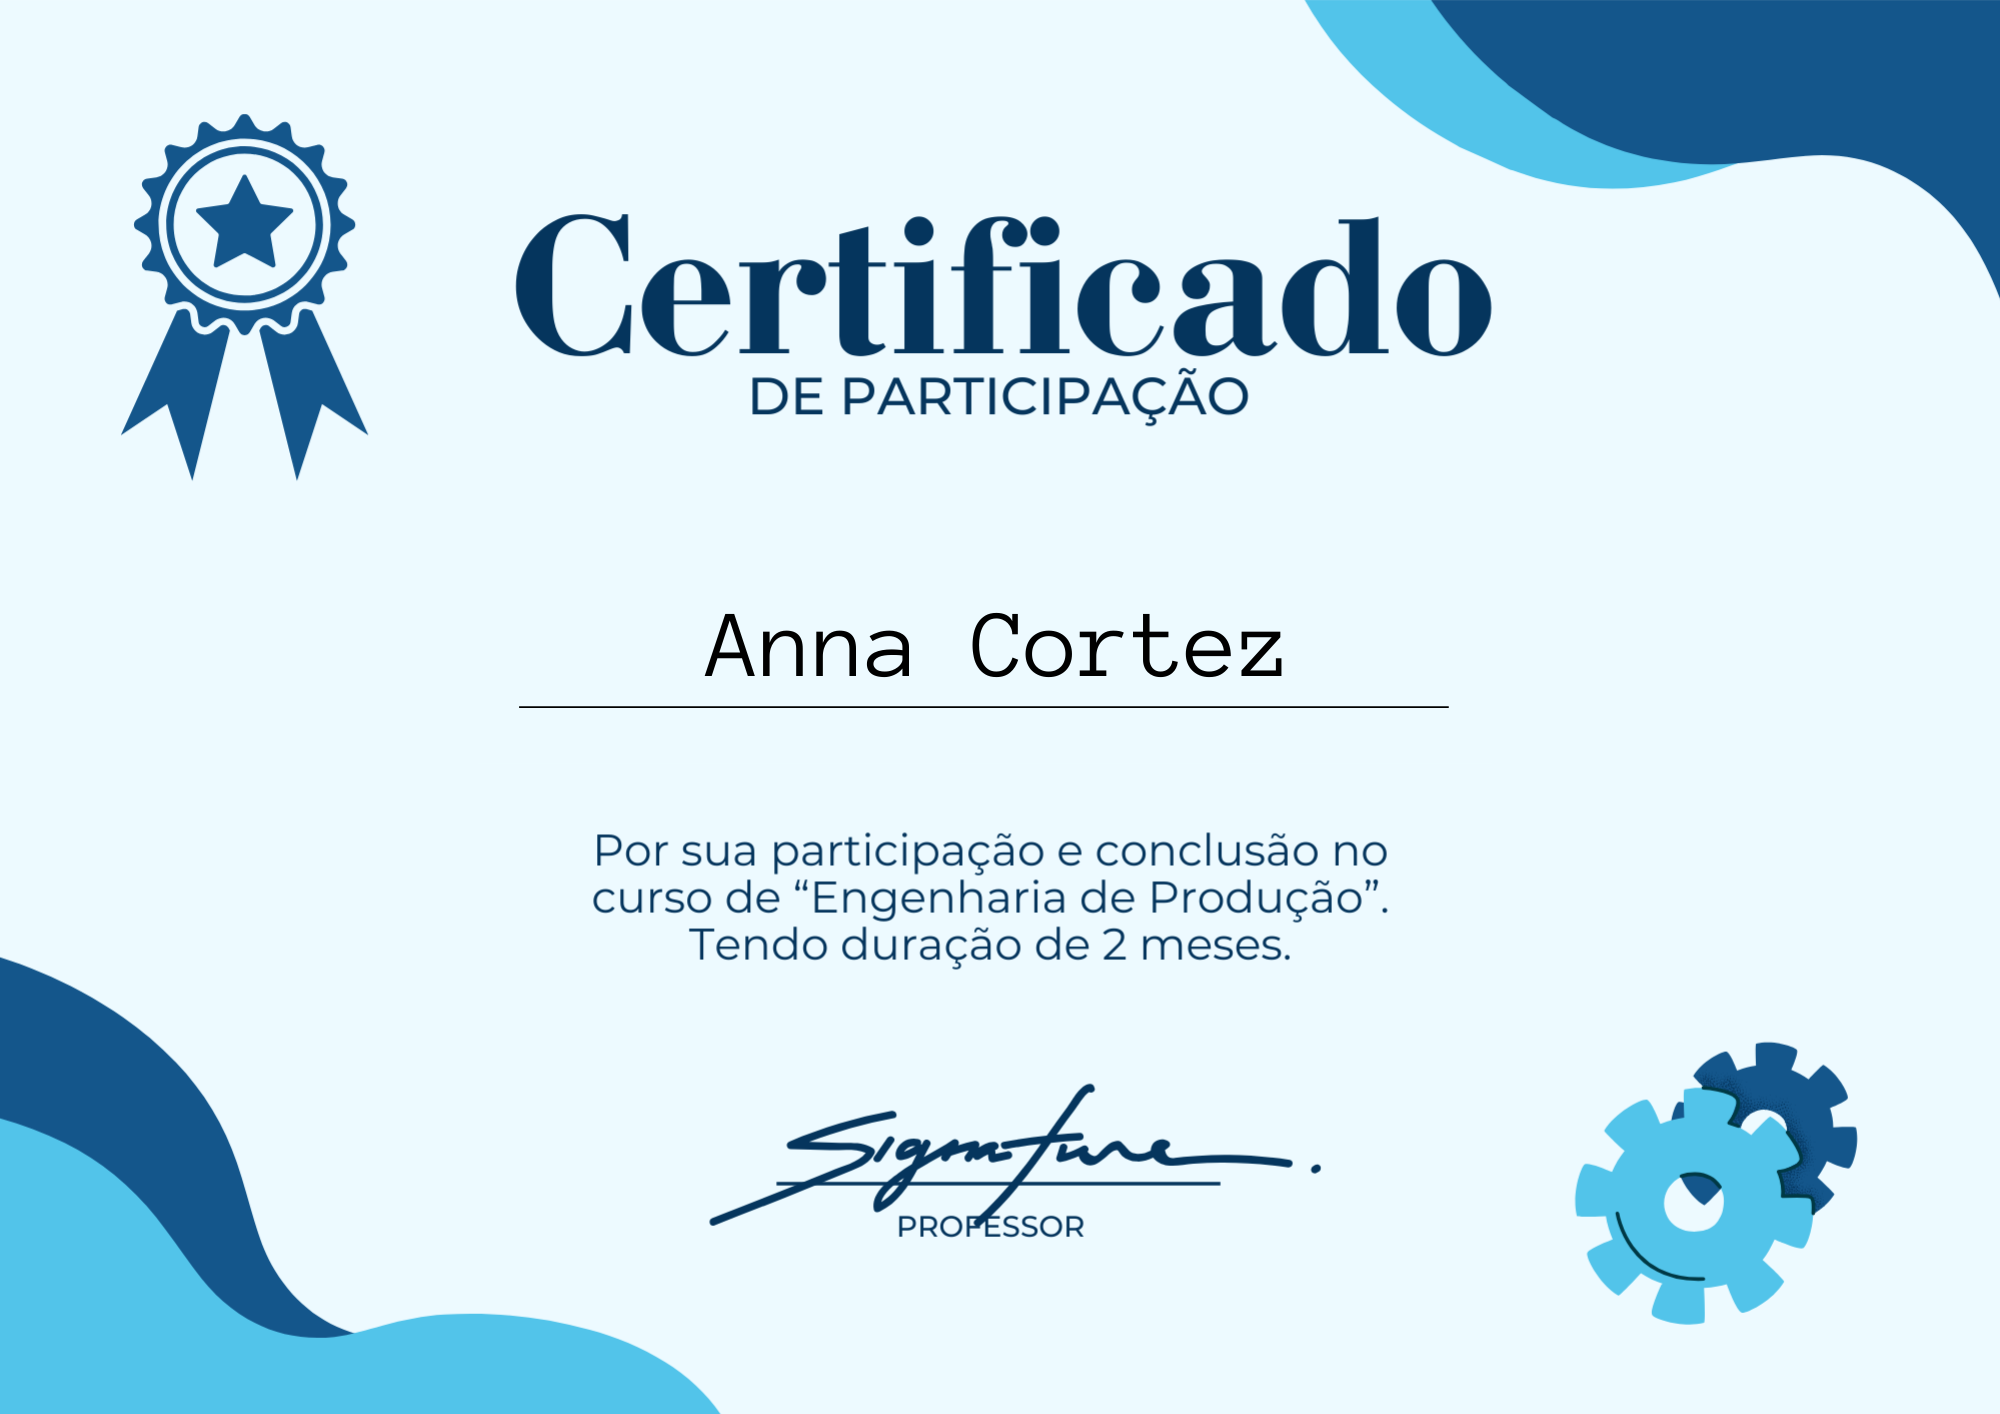 Certificado
DE PARTICIPAÇÃO
Anna Cortez
Por sua participação e conclusão no
curso de “Engenharia de Produção”.
Tendo duração de 2 meses.
Signature
PROFESSOR